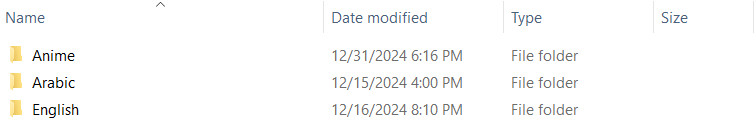 Name Date modified Type Size
Anime 12/31/2024 6:16 PM File folder
Arabic 12/15/2024 4:00 PM File folder
English 12/16/2024 8:10 PM File folder